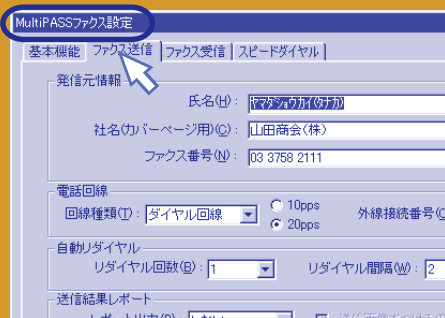 MultiPASSファクス設定
基本機能 ファクス送信 ファクス受信 スピードダイヤル
発信元情報
氏名(H): ヤマダショウカイ(タナカ)
社名(カバーページ用)(C): 山田商会(株)
ファクス番号(N): 03 3758 2111
電話回線
回線種類(T): ダイヤル回線 10pps 外線接続番号(O
20pps
自動リダイヤル
リダイヤル回数(B): 1 リダイヤル間隔(W): 2
送信結果レポート